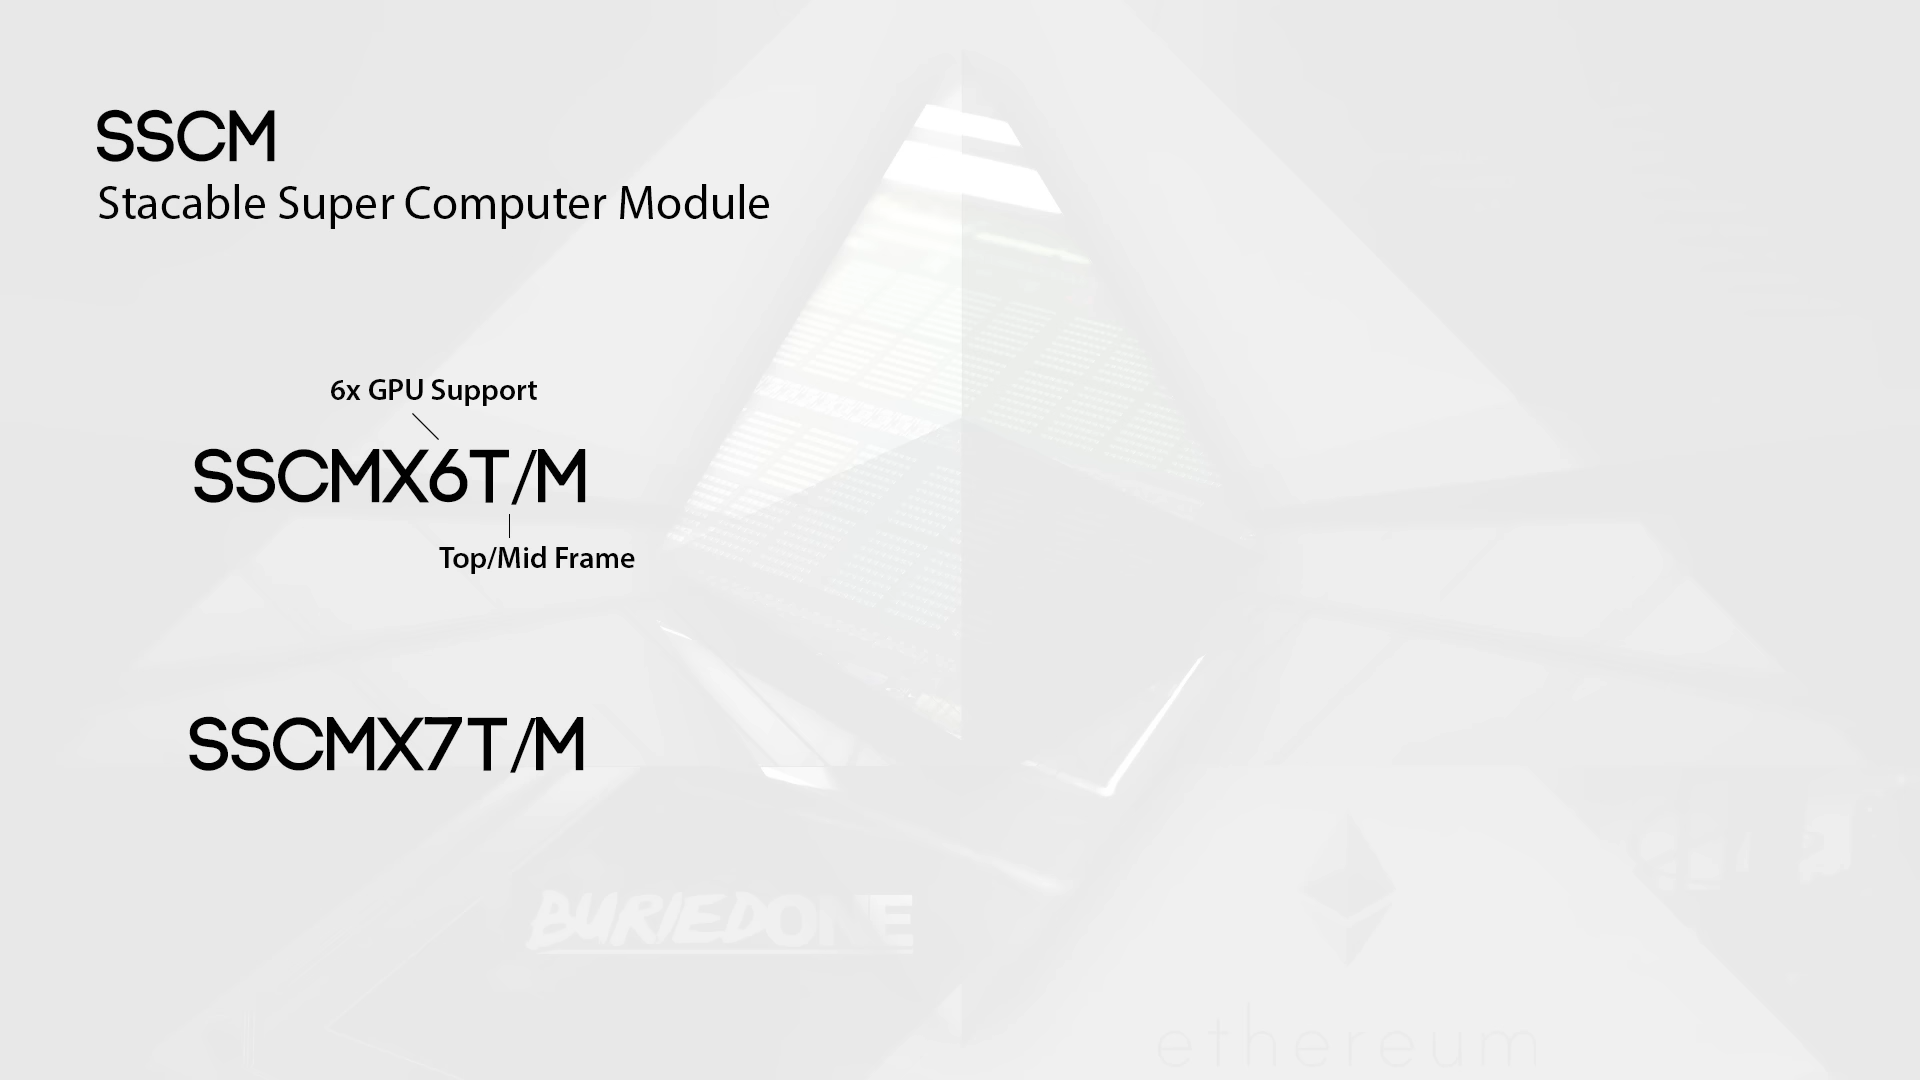 SSCM
Stacable Super Computer Module
6x GPU Support
SSCMX6T/M
Top/Mid Frame
SSCMX7T/M
BURIEDONE
ethereum